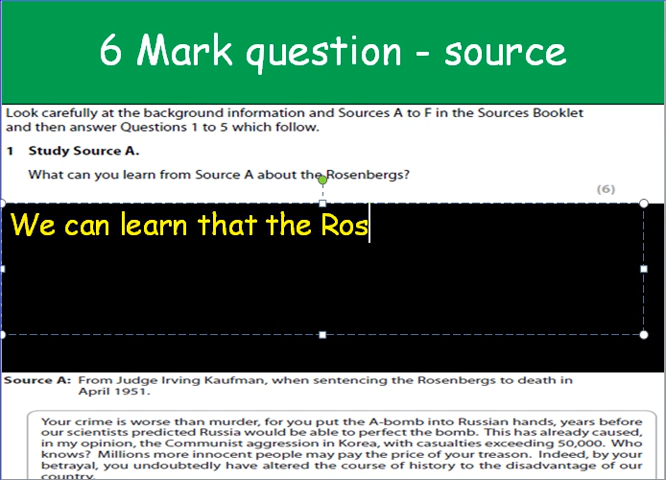 6 Mark question - source
Look carefully at the background information and Sources A to F in the Sources Booklet
and then answer Questions 1 to 5 which follow.
1 Study Source A.
What can you learn from Source A about the Rosenbergs?
(6)
We can learn that the Ros
Source A: From Judge Irving Kaufman, when sentencing the Rosenbergs to death in
April 1951.
Your crime is worse than murder, for you put the A-bomb into Russian hands, years before
our scientists predicted Russia would be able to perfect the bomb. This has already caused,
in my opinion, the Communist aggression in Korea, with casualties exceeding 50,000. Who
knows? Millions more innocent people may pay the price of your treason. Indeed, by your
betrayal, you undoubtedly have altered the course of history to the disadvantage of our
country.